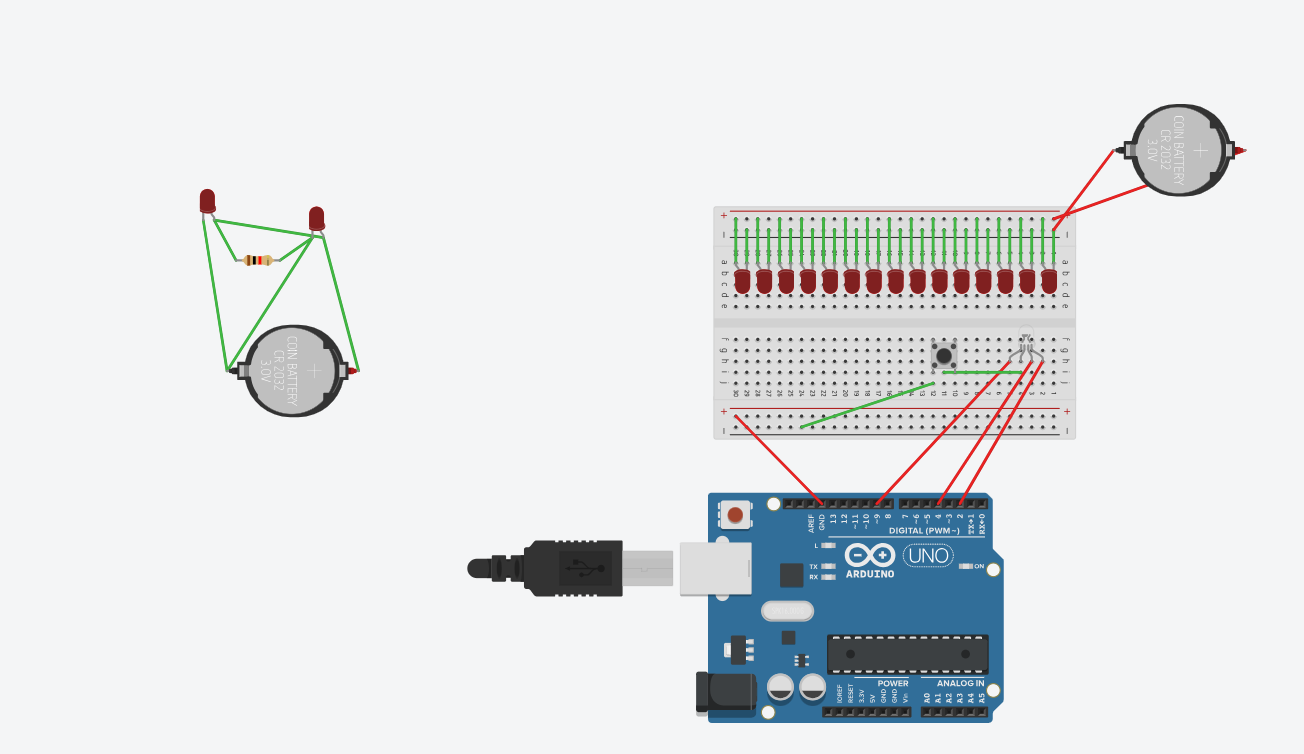 COIN BATTERY
CR 2032
3.0V
+
COIN BATTERY
CR 2032
3.0V
+
+ +
− −
a a
b b
c c
d d
e e
f f
g g
h h
i i
j j
30 29 28 27 26 25 24 23 22 21 20 19 18 17 16 15 14 13 12 11 10 9 8 7 6 5 4 3 2 1
+ +
− −
AREF
GND
13
12
~11
~10
~9
8
7
~6
~5
4
~3
2
TX→1
RX←0
DIGITAL (PWM ~)
L
TX
RX
ARDUINO
UNO
ON
POWER
ANALOG IN
IOREF
RESET
3.3V
5V
GND
GND
Vin
A0
A1
A2
A3
A4
A5